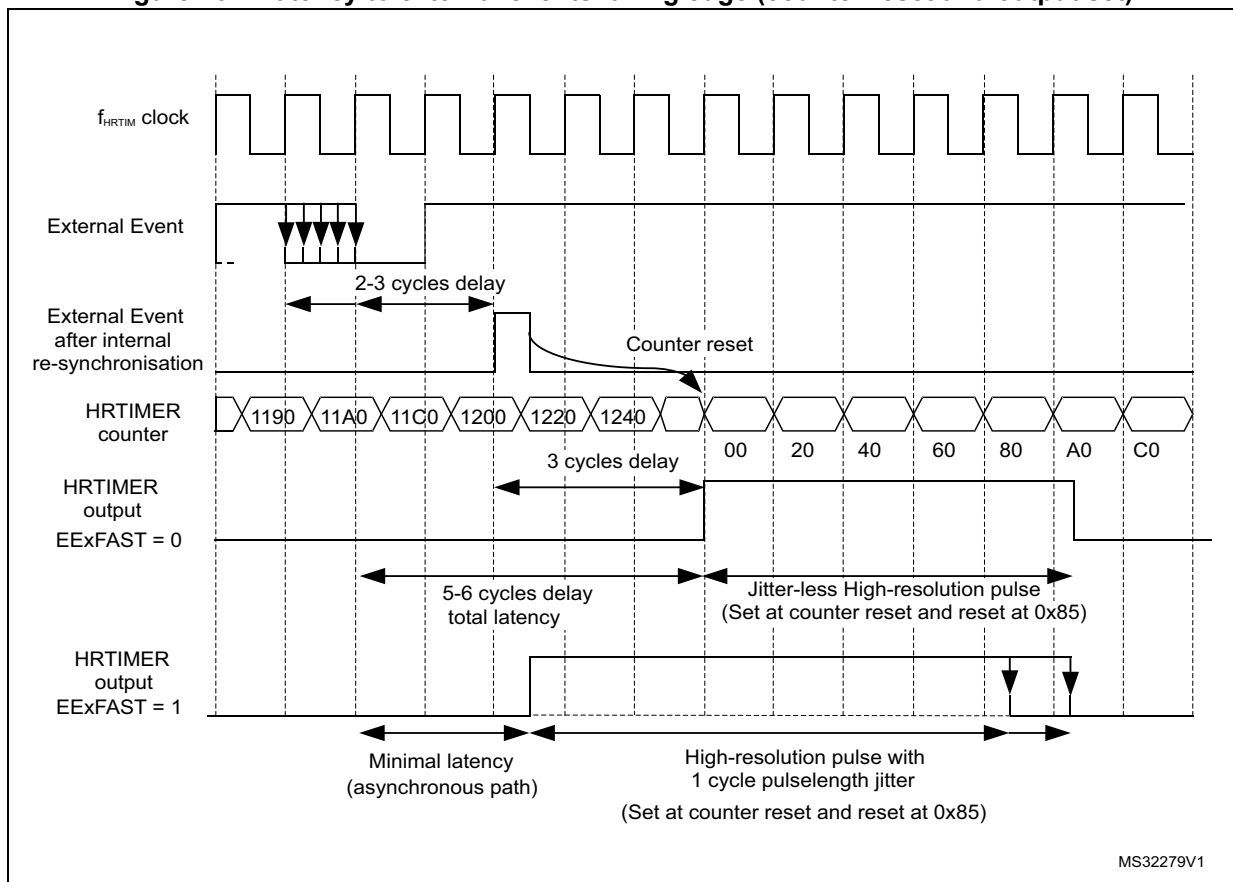 f_HRTIM clock
External Event
2-3 cycles delay
External Event
after internal
re-synchronisation
Counter reset
HRTIMER
counter
1190 11A0 11C0 1200 1220 1240
00 20 40 60 80 A0 C0
3 cycles delay
HRTIMER
output
EExFAST = 0
5-6 cycles delay
total latency
Jitter-less High-resolution pulse
(Set at counter reset and reset at 0x85)
HRTIMER
output
EExFAST = 1
Minimal latency
(asynchronous path)
High-resolution pulse with
1 cycle pulselength jitter
(Set at counter reset and reset at 0x85)
MS32279V1